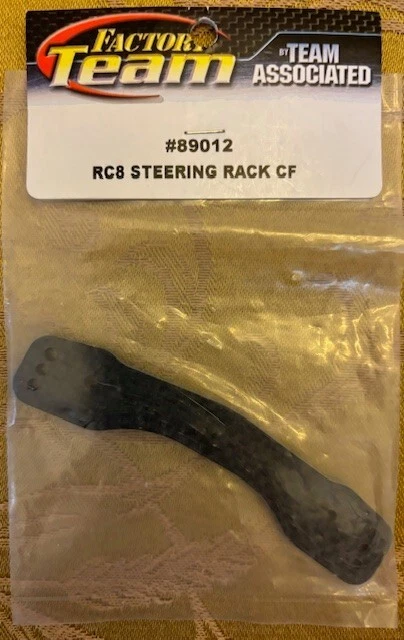 FACTORY
Team
BY TEAM
ASSOCIATED
#89012
RC8 STEERING RACK CF